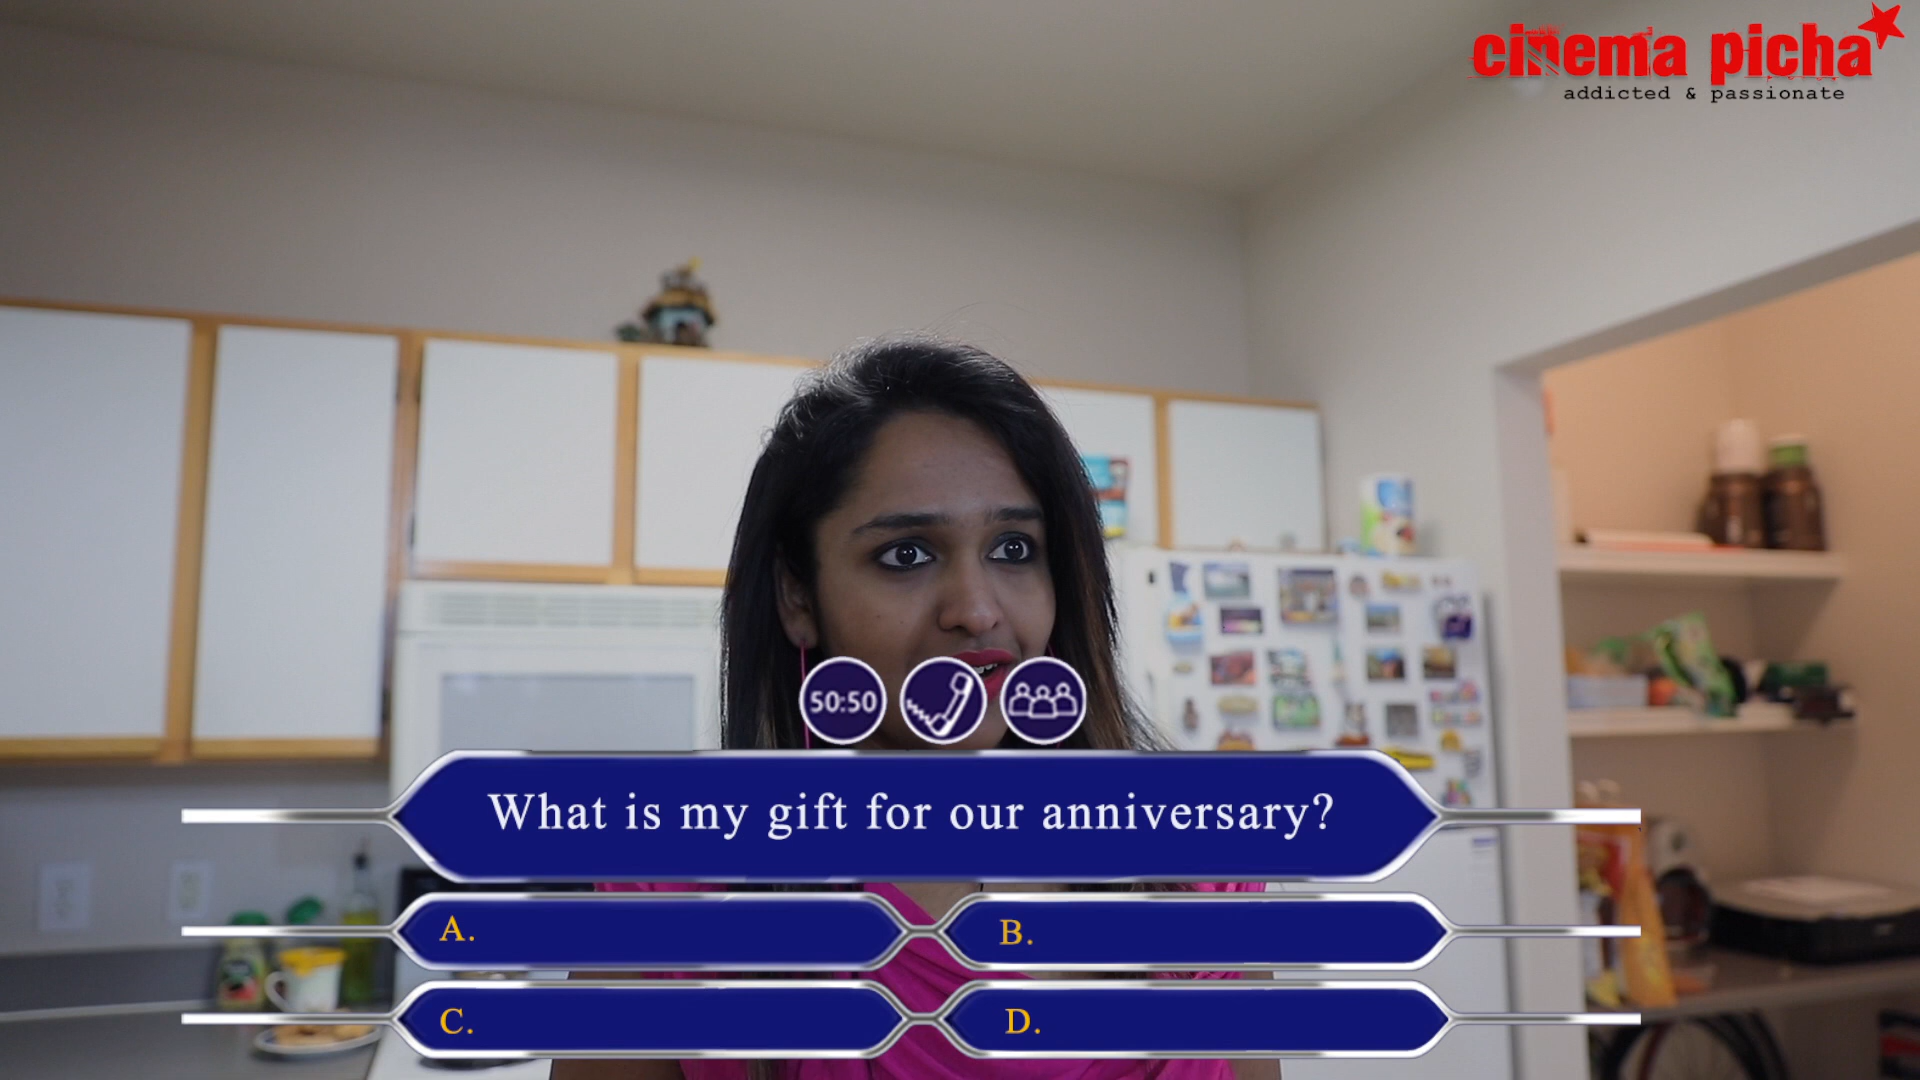 cinema picha
addicted & passionate
50:50
What is my gift for our anniversary?
A.
B.
C.
D.